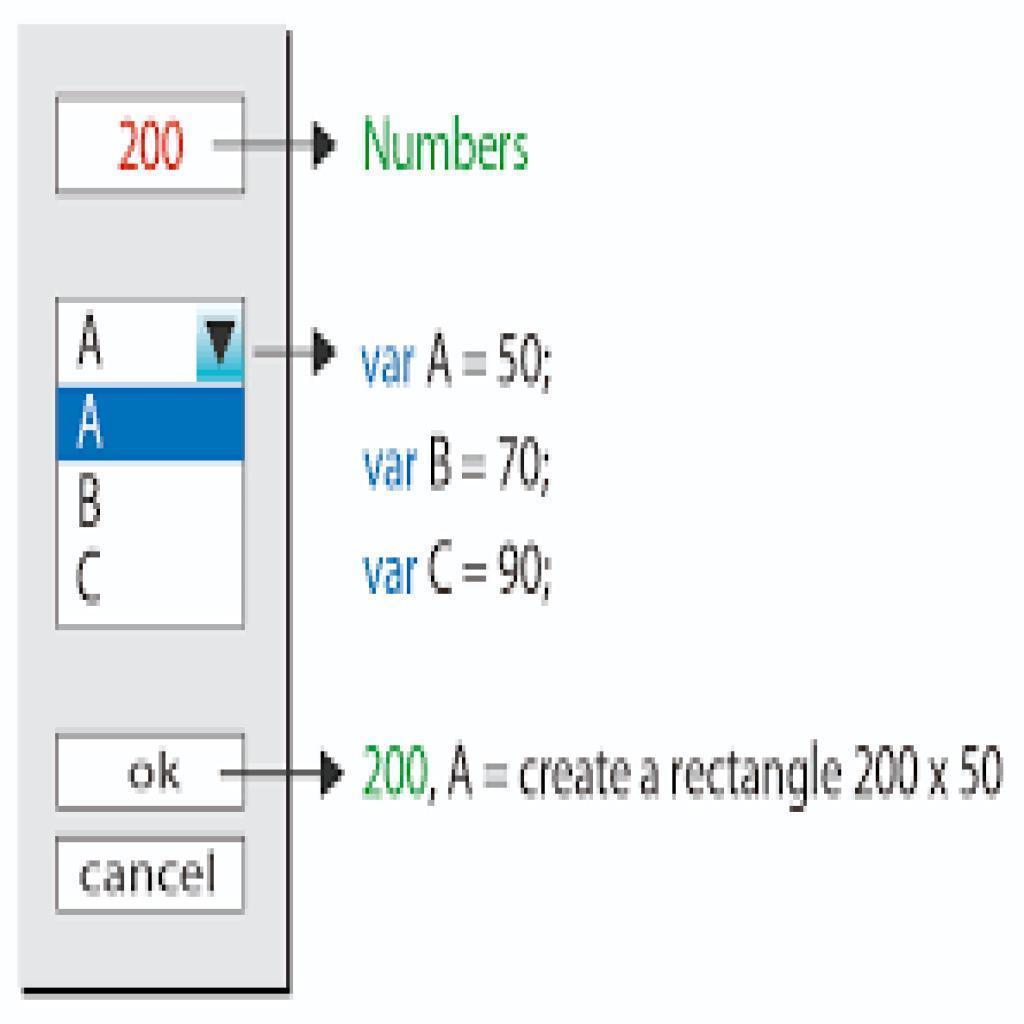 200 Numbers
A var A = 50;
A
B var B = 70;
C var C = 90;
ok 200, A = create a rectangle 200 x 50
cancel